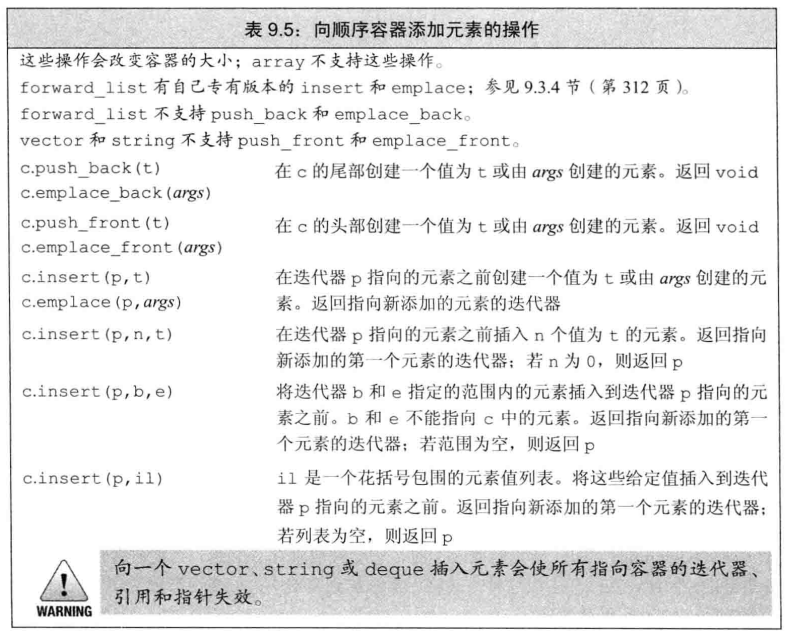 表 9.5：向顺序容器添加元素的操作
这些操作会改变容器的大小；array 不支持这些操作。
forward_list 有自己专有版本的 insert 和 emplace；参见 9.3.4 节（第 312 页）。
forward_list 不支持 push_back 和 emplace_back。
vector 和 string 不支持 push_front 和 emplace_front。
c.push_back(t) 在 c 的尾部创建一个值为 t 或由 args 创建的元素。返回 void
c.emplace_back(args)
c.push_front(t) 在 c 的头部创建一个值为 t 或由 args 创建的元素。返回 void
c.emplace_front(args)
c.insert(p,t) 在迭代器 p 指向的元素之前创建一个值为 t 或由 args 创建的元
c.emplace(p,args) 素。返回指向新添加的元素的迭代器
c.insert(p,n,t) 在迭代器 p 指向的元素之前插入 n 个值为 t 的元素。返回指向
新添加的第一个元素的迭代器；若 n 为 0，则返回 p
c.insert(p,b,e) 将迭代器 b 和 e 指定的范围内的元素插入到迭代器 p 指向的元
素之前。b 和 e 不能指向 c 中的元素。返回指向新添加的第一
个元素的迭代器；若范围为空，则返回 p
c.insert(p,il) il 是一个花括号包围的元素值列表。将这些给定值插入到迭代
器 p 指向的元素之前。返回指向新添加的第一个元素的迭代器；
若列表为空，则返回 p
向一个 vector、string 或 deque 插入元素会使所有指向容器的迭代器、
引用和指针失效。
WARNING